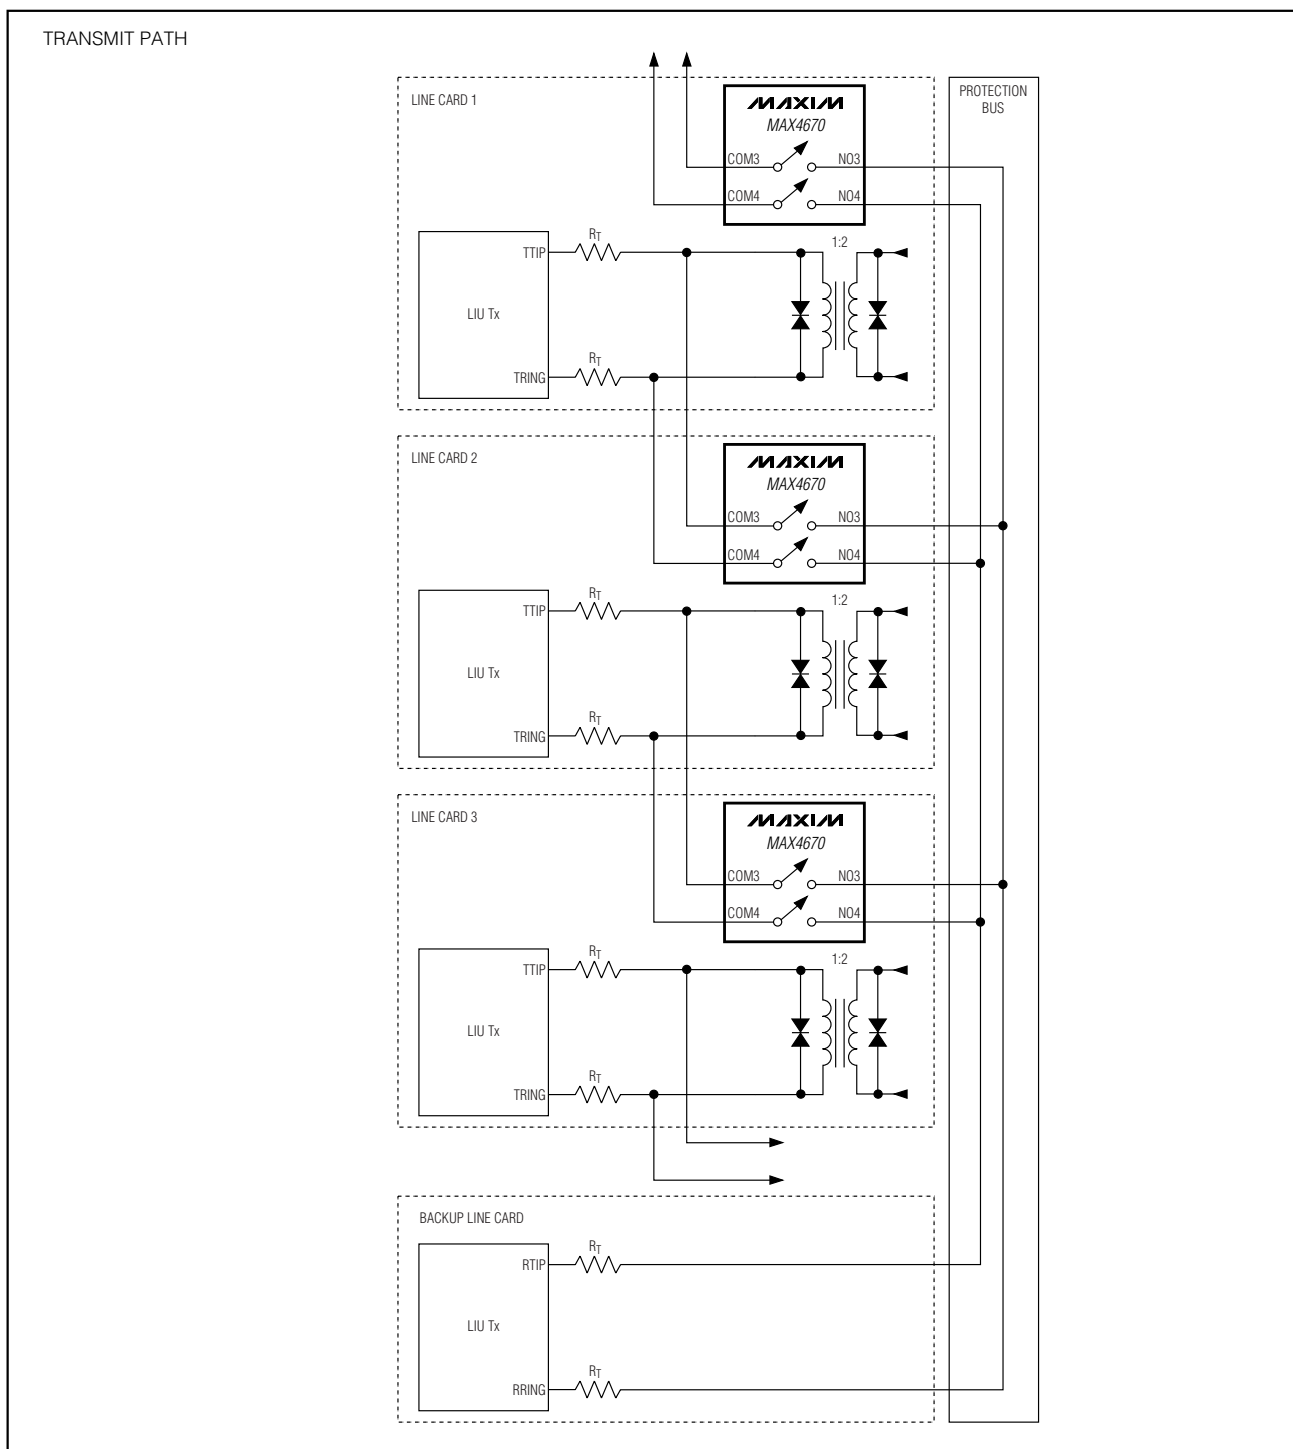 TRANSMIT PATH
LINE CARD 1
MAXIM
MAX4670
COM3
NO3
COM4
NO4
PROTECTION
BUS
LIU Tx
TTIP
RT
1:2
TRING
RT
LINE CARD 2
MAXIM
MAX4670
COM3
NO3
COM4
NO4
LIU Tx
TTIP
RT
1:2
TRING
RT
LINE CARD 3
MAXIM
MAX4670
COM3
NO3
COM4
NO4
LIU Tx
TTIP
RT
1:2
TRING
RT
BACKUP LINE CARD
LIU Tx
RTIP
RT
RRING
RT